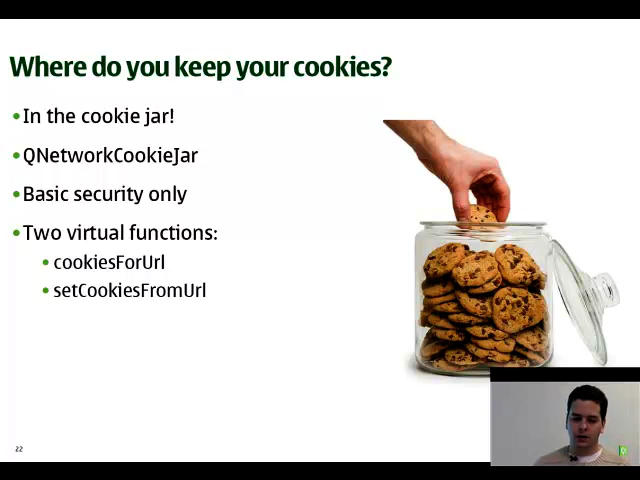 Where do you keep your cookies?
•In the cookie jar!
•QNetworkCookieJar
•Basic security only
•Two virtual functions:
•cookiesForUrl
•setCookiesFromUrl
22